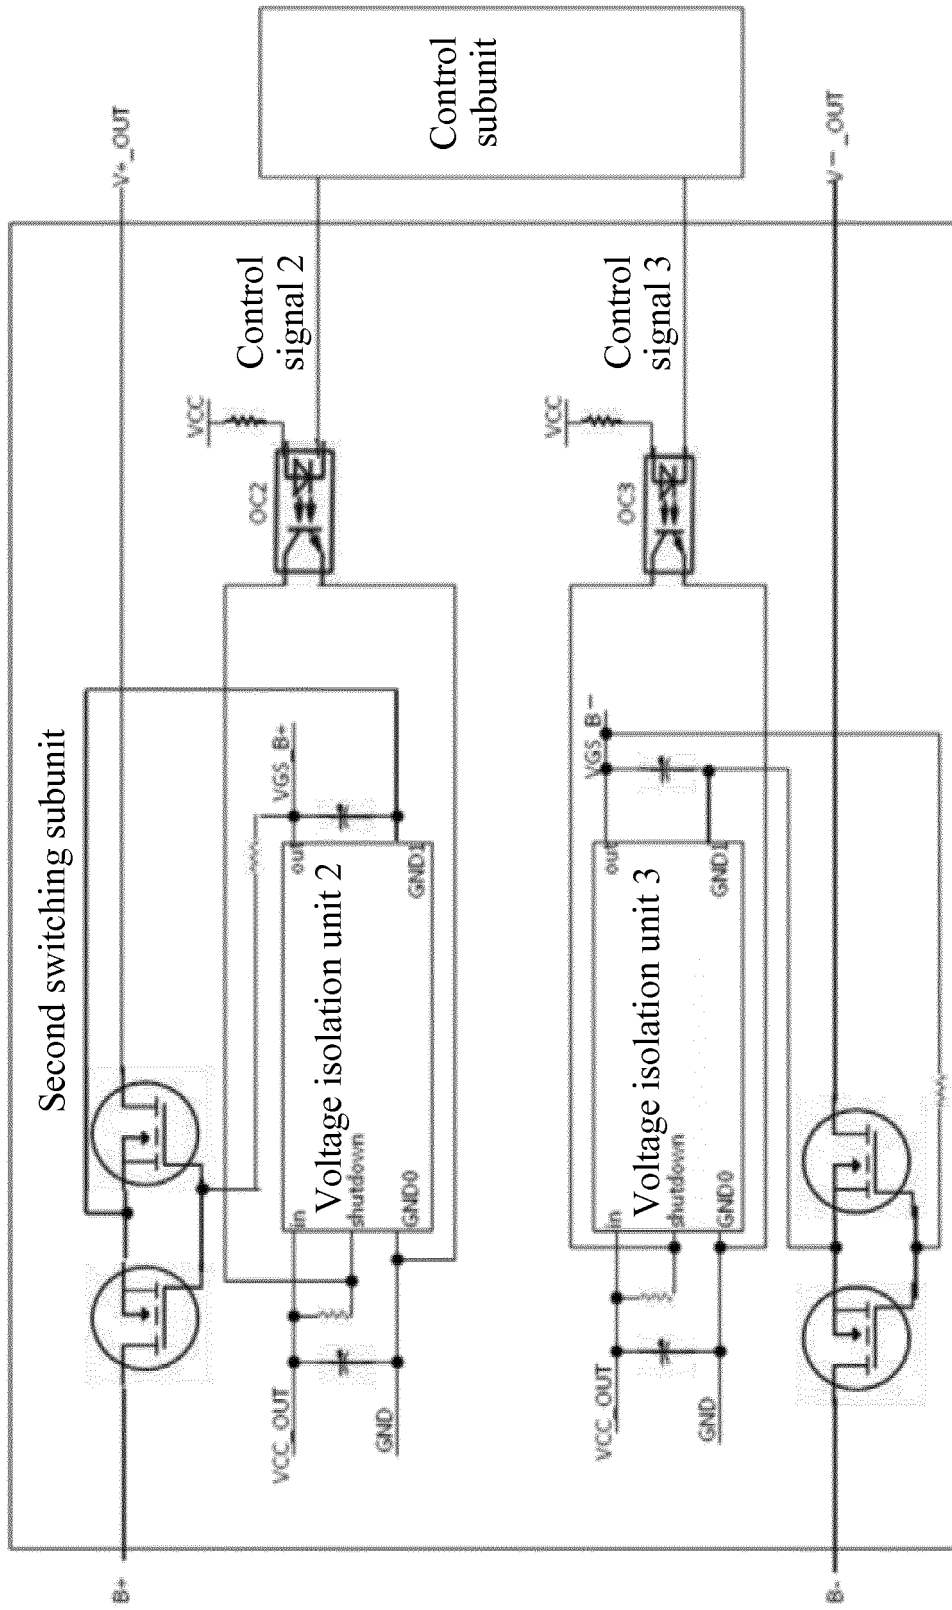 Second switching subunit
B+
V+_OUT
VCC_OUT
GND
in
shutdown
GND0
Voltage isolation unit 2
out
GND1
VGS_B+
OC2
VCC
Control
signal 2
Control
subunit
VCC_OUT
GND
in
shutdown
GND0
Voltage isolation unit 3
out
GND1
VGS_B-
OC3
VCC
Control
signal 3
B-
V-_OUT